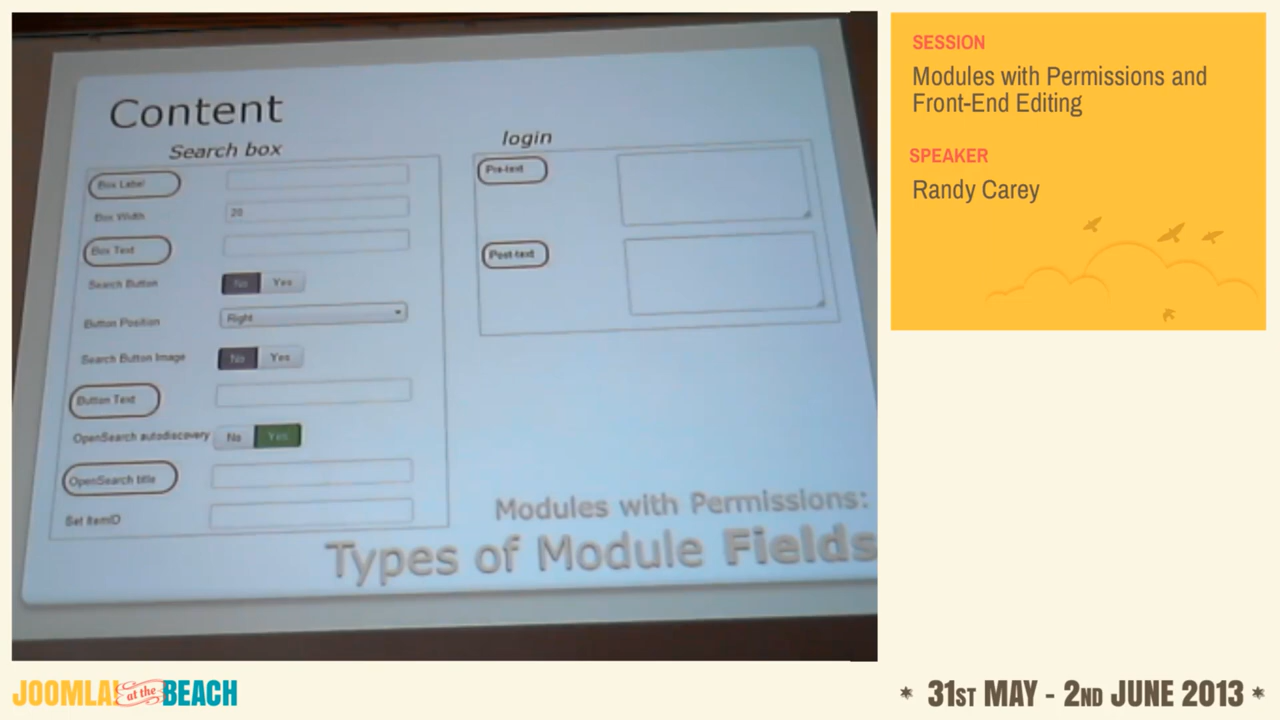 Content
Search box
Box Label
Box Width
20
Box Text
Search Button
No Yes
Button Position
Right
Search Button Image
No Yes
Button Text
OpenSearch autodiscovery
No Yes
OpenSearch title
Set ItemID
login
Pre-text
Post-text
Modules with Permissions:
Types of Module Fields
SESSION
Modules with Permissions and
Front-End Editing
SPEAKER
Randy Carey
JOOMLA! at the BEACH
* 31ST MAY - 2ND JUNE 2013 *